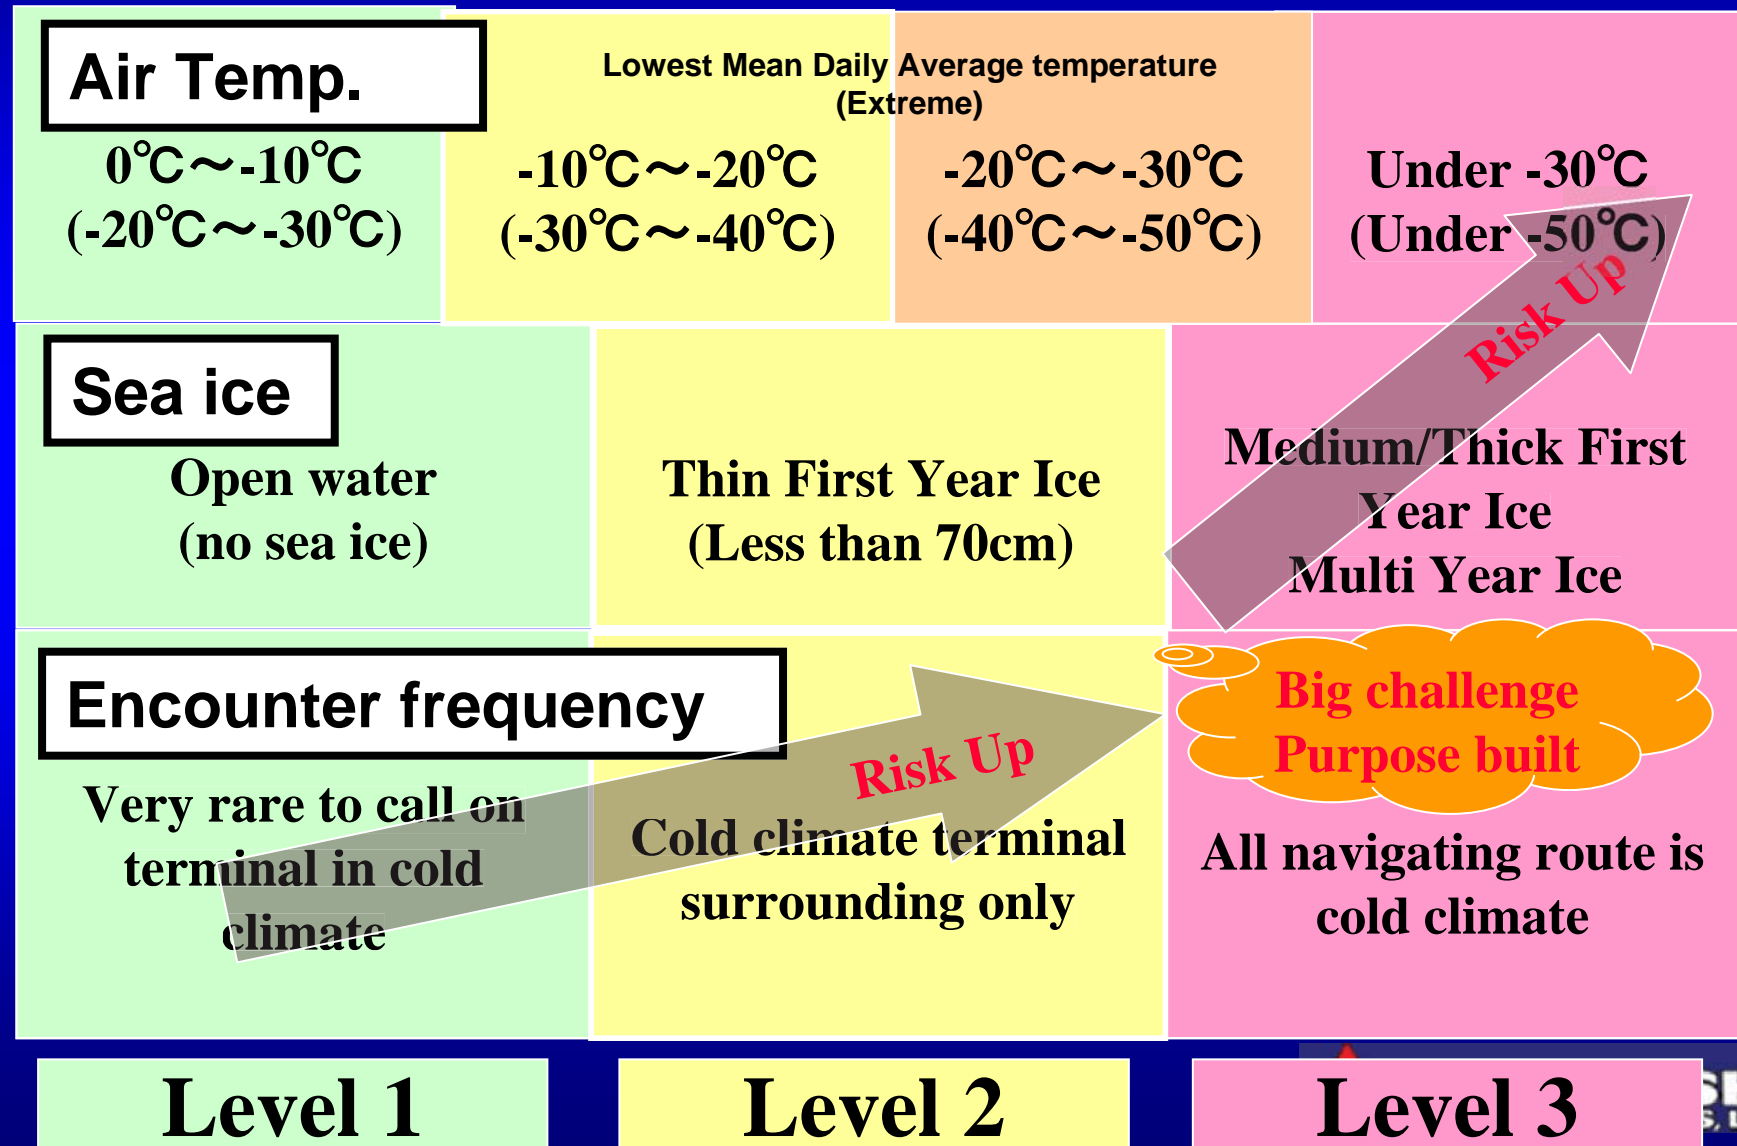 Air Temp.
Lowest Mean Daily Average temperature
(Extreme)
0℃～-10℃
(-20℃～-30℃)
-10℃～-20℃
(-30℃～-40℃)
-20℃～-30℃
(-40℃～-50℃)
Under -30℃
(Under -50℃)
Risk Up
Sea ice
Open water
(no sea ice)
Thin First Year Ice
(Less than 70cm)
Medium/Thick First
Year Ice
Multi Year Ice
Encounter frequency
Very rare to call on
terminal in cold
climate
Risk Up
Cold climate terminal
surrounding only
Big challenge
Purpose built
All navigating route is
cold climate
Level 1
Level 2
Level 3